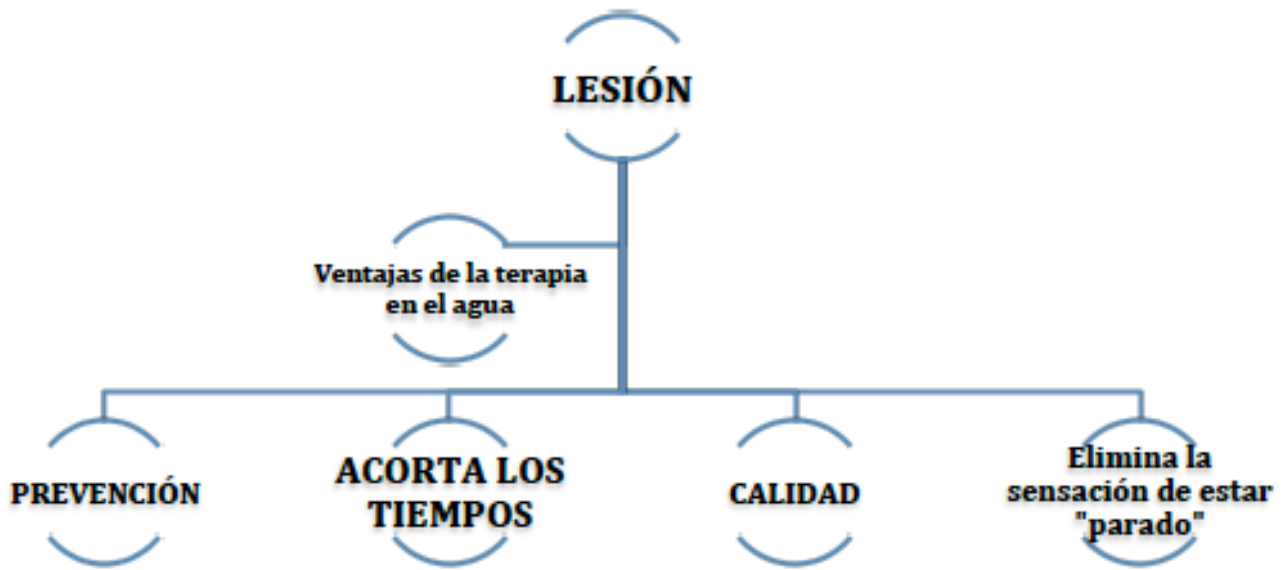 LESIÓN
Ventajas de la terapia
en el agua
PREVENCIÓN
ACORTA LOS
TIEMPOS
CALIDAD
Elimina la
sensación de estar
"parado"